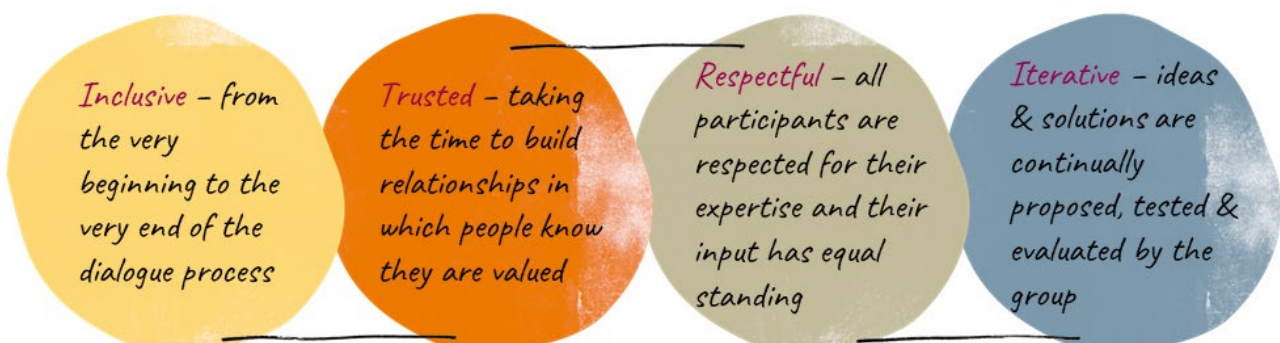 Inclusive – from
the very
beginning to the
very end of the
dialogue process
Trusted – taking
the time to build
relationships in
which people know
they are valued
Respectful – all
participants are
respected for their
expertise and their
input has equal
standing
Iterative – ideas
& solutions are
continually
proposed, tested &
evaluated by the
group